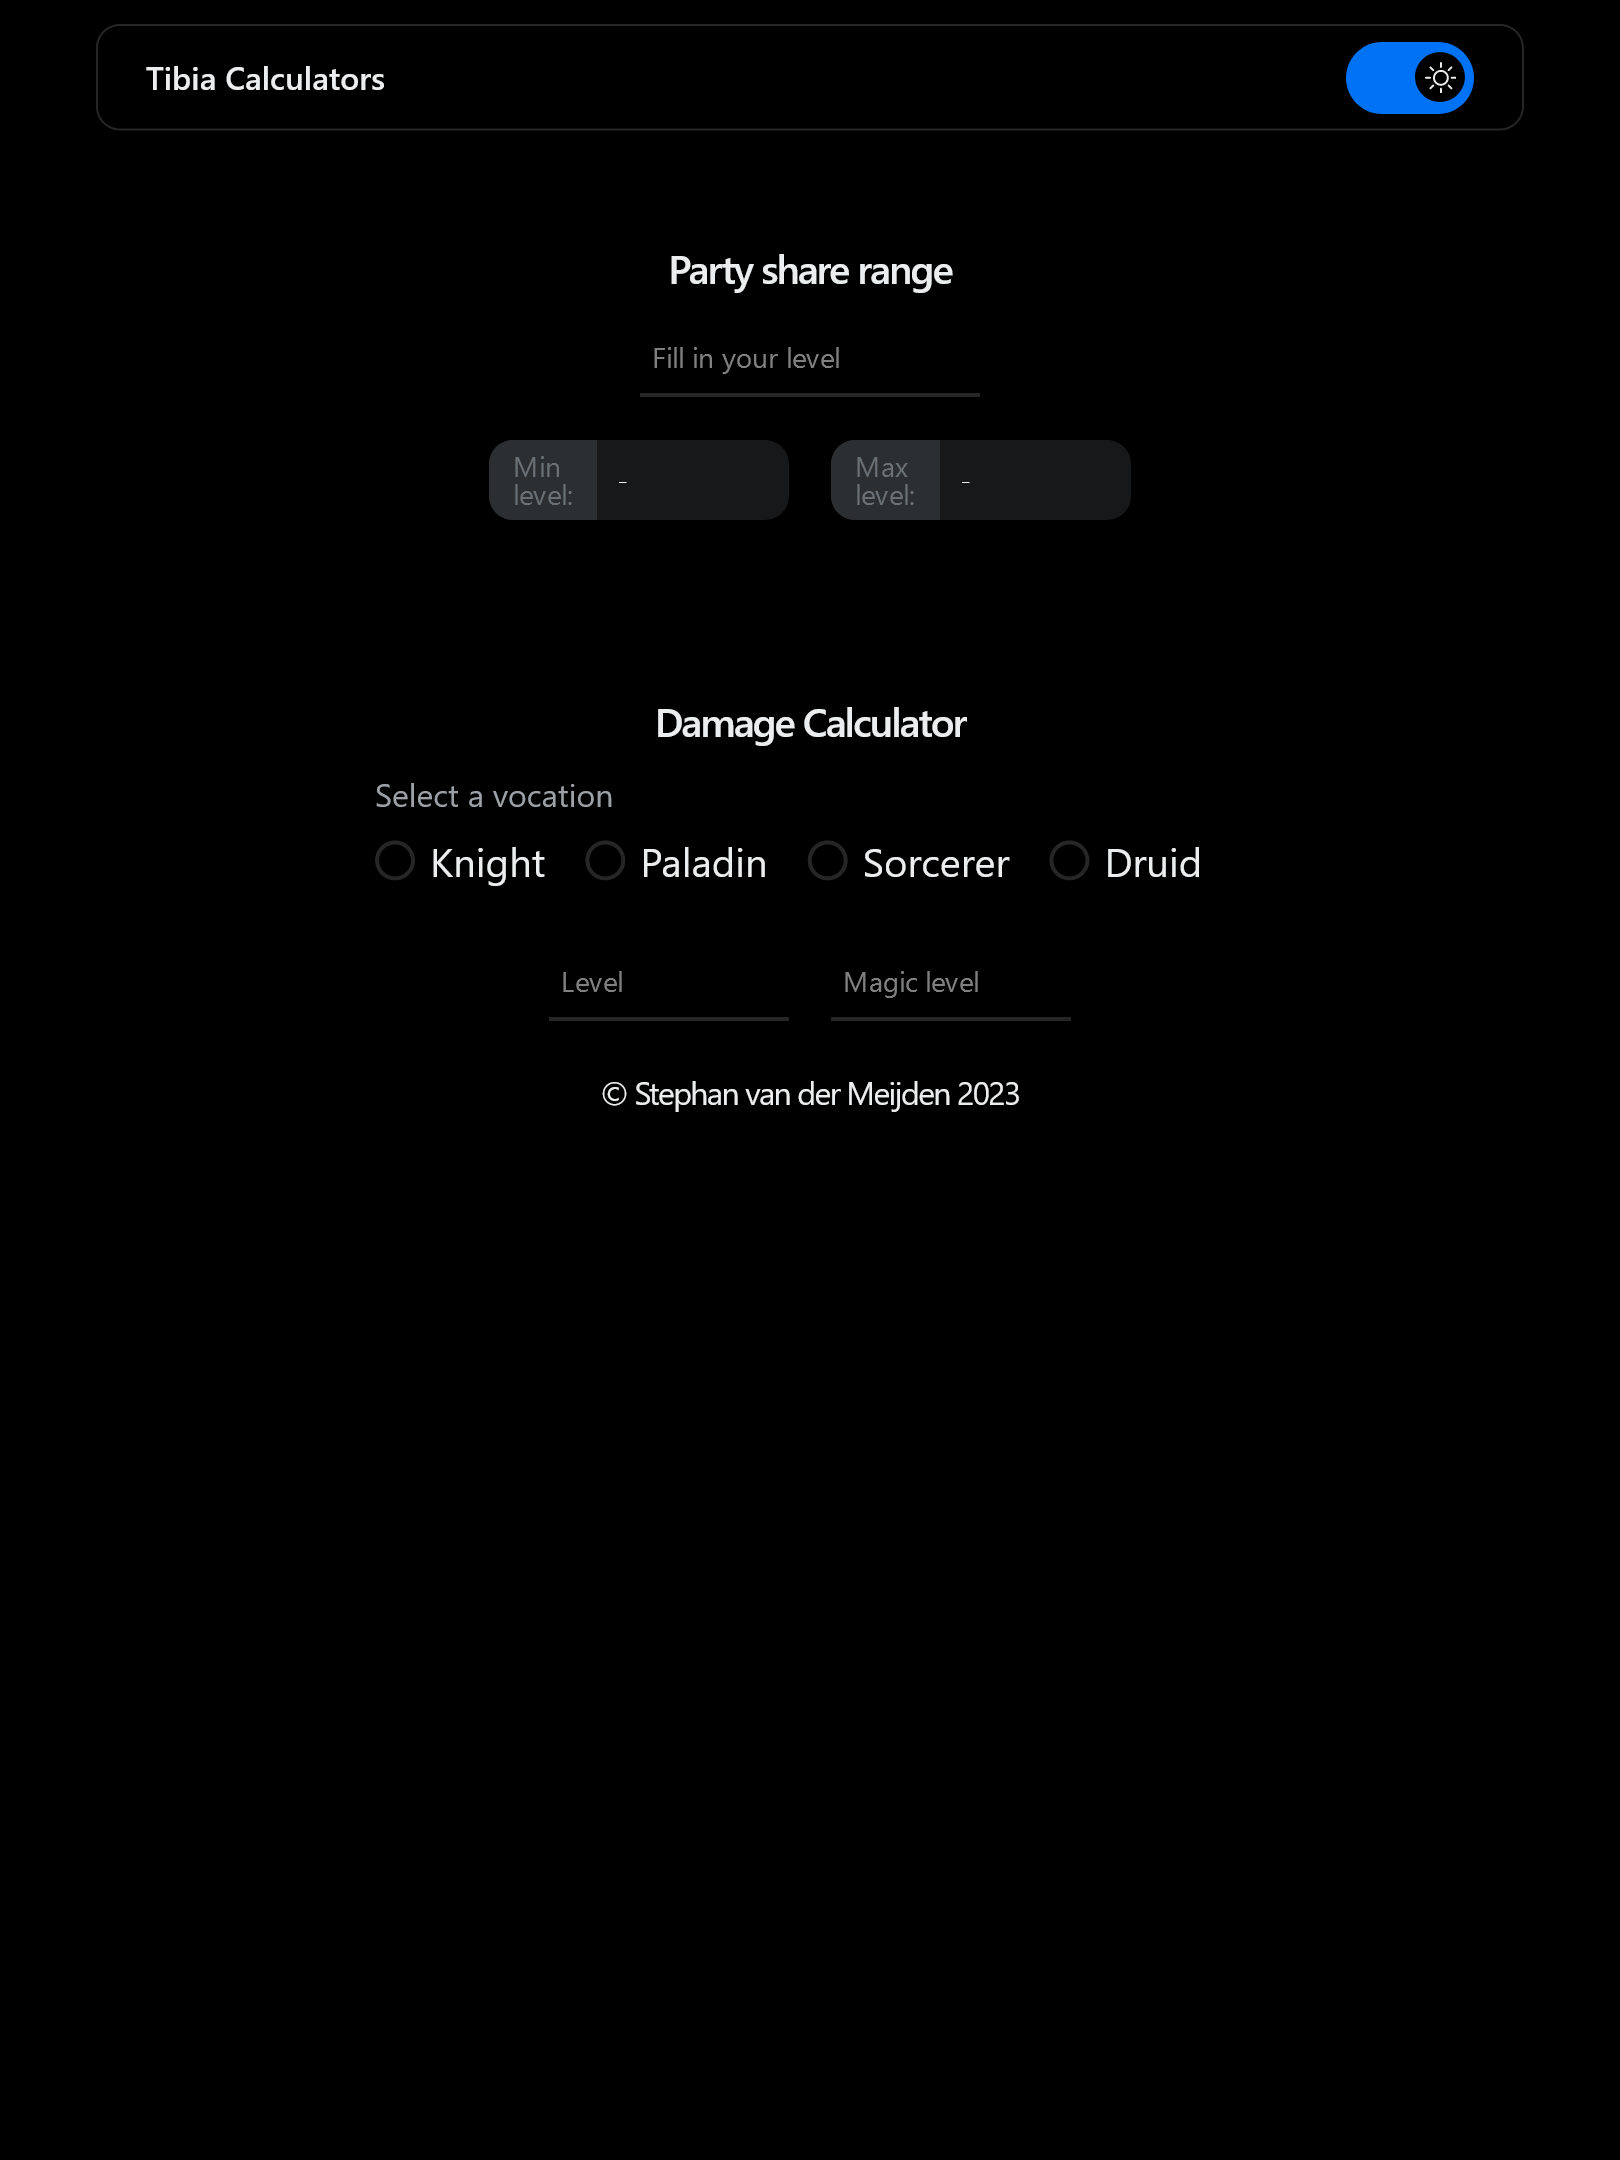 Tibia Calculators
Party share range
Fill in your level
Min
level:
-
Max
level:
-
Damage Calculator
Select a vocation
Knight
Paladin
Sorcerer
Druid
Level
Magic level
© Stephan van der Meijden 2023